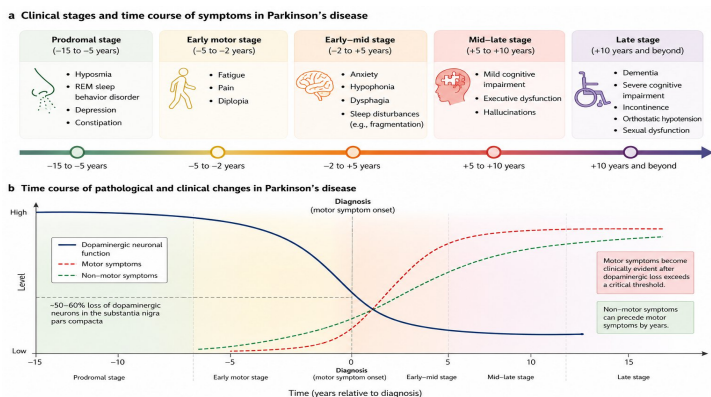 a Clinical stages and time course of symptoms in Parkinson's disease
Prodromal stage
(−15 to −5 years)
• Hyposmia
• REM sleep
behavior disorder
• Depression
• Constipation
Early motor stage
(−5 to −2 years)
• Fatigue
• Pain
• Diplopia
Early–mid stage
(−2 to +5 years)
• Anxiety
• Hypophonia
• Dysphagia
• Sleep disturbances
(e.g., fragmentation)
Mid–late stage
(+5 to +10 years)
• Mild cognitive
impairment
• Executive dysfunction
• Hallucinations
Late stage
(+10 years and beyond)
• Dementia
• Severe cognitive
impairment
• Incontinence
• Orthostatic hypotension
• Sexual dysfunction
−15 to −5 years
−5 to −2 years
−2 to +5 years
+5 to +10 years
+10 years and beyond
b Time course of pathological and clinical changes in Parkinson's disease
Diagnosis
(motor symptom onset)
High
Level
Low
Dopaminergic neuronal
function
Motor symptoms
Non–motor symptoms
~50–60% loss of dopaminergic
neurons in the substantia nigra
pars compacta
Motor symptoms become
clinically evident after
dopaminergic loss exceeds
a critical threshold.
Non–motor symptoms
can precede motor
symptoms by years.
−15 −10 −5 0 5 10 15
Diagnosis
(motor symptom onset)
Prodromal stage
Early motor stage
Early–mid stage
Mid–late stage
Late stage
Time (years relative to diagnosis)